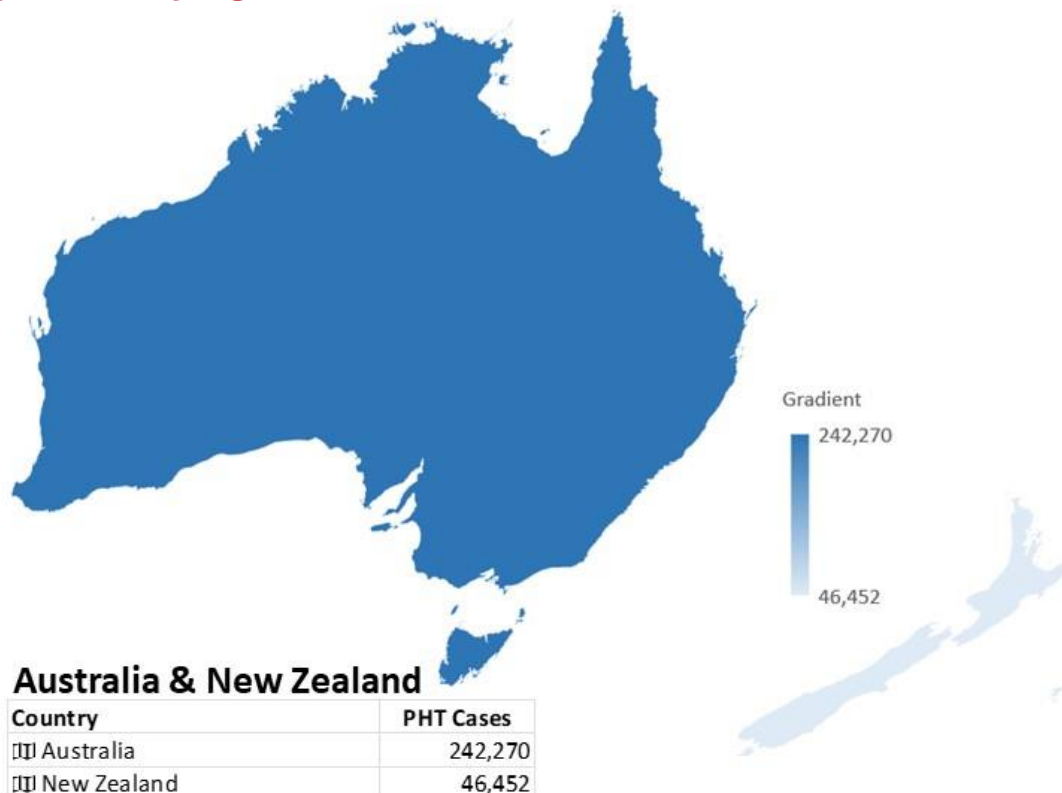 Gradient
242,270
46,452
Australia & New Zealand
Country PHT Cases
Australia 242,270
New Zealand 46,452